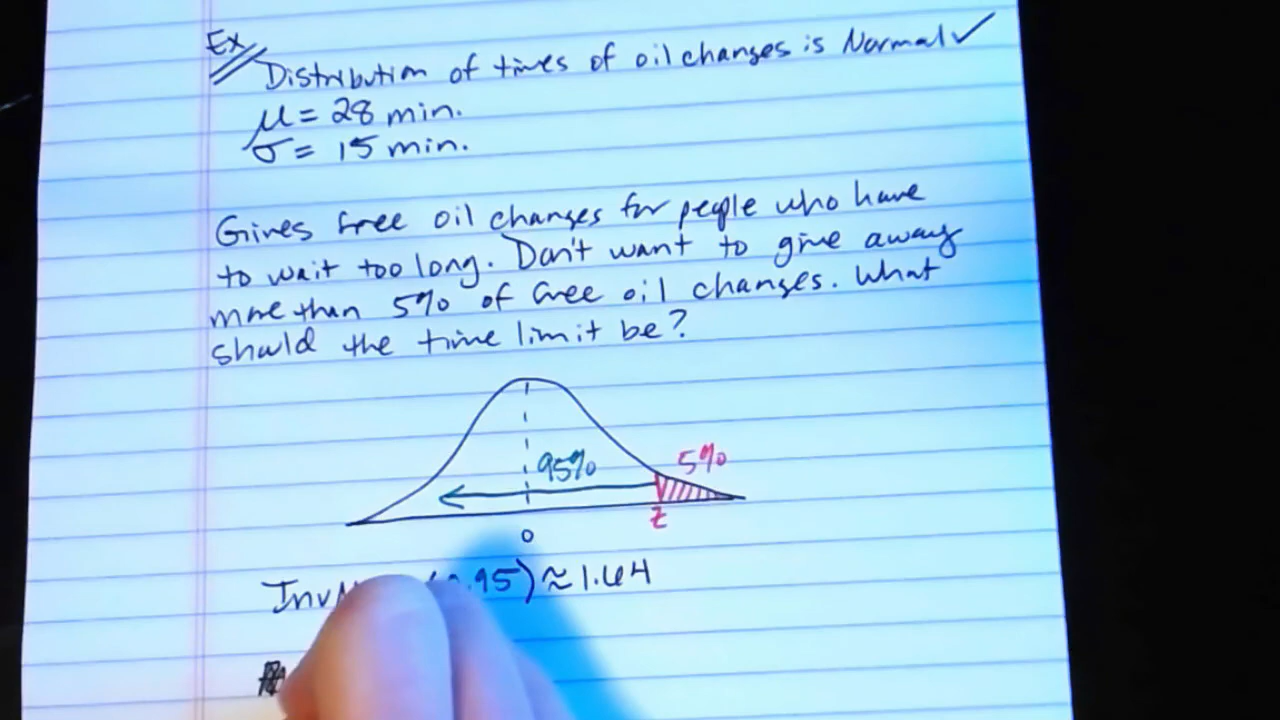 Ex
Distribution of times of oil changes is Normal ✓
μ = 28 min.
σ = 15 min.
Gives free oil changes for people who have
to wait too long. Don't want to give away
more than 5% of free oil changes. What
should the time limit be?
95%
5%
z
0
.95) ≈ 1.64